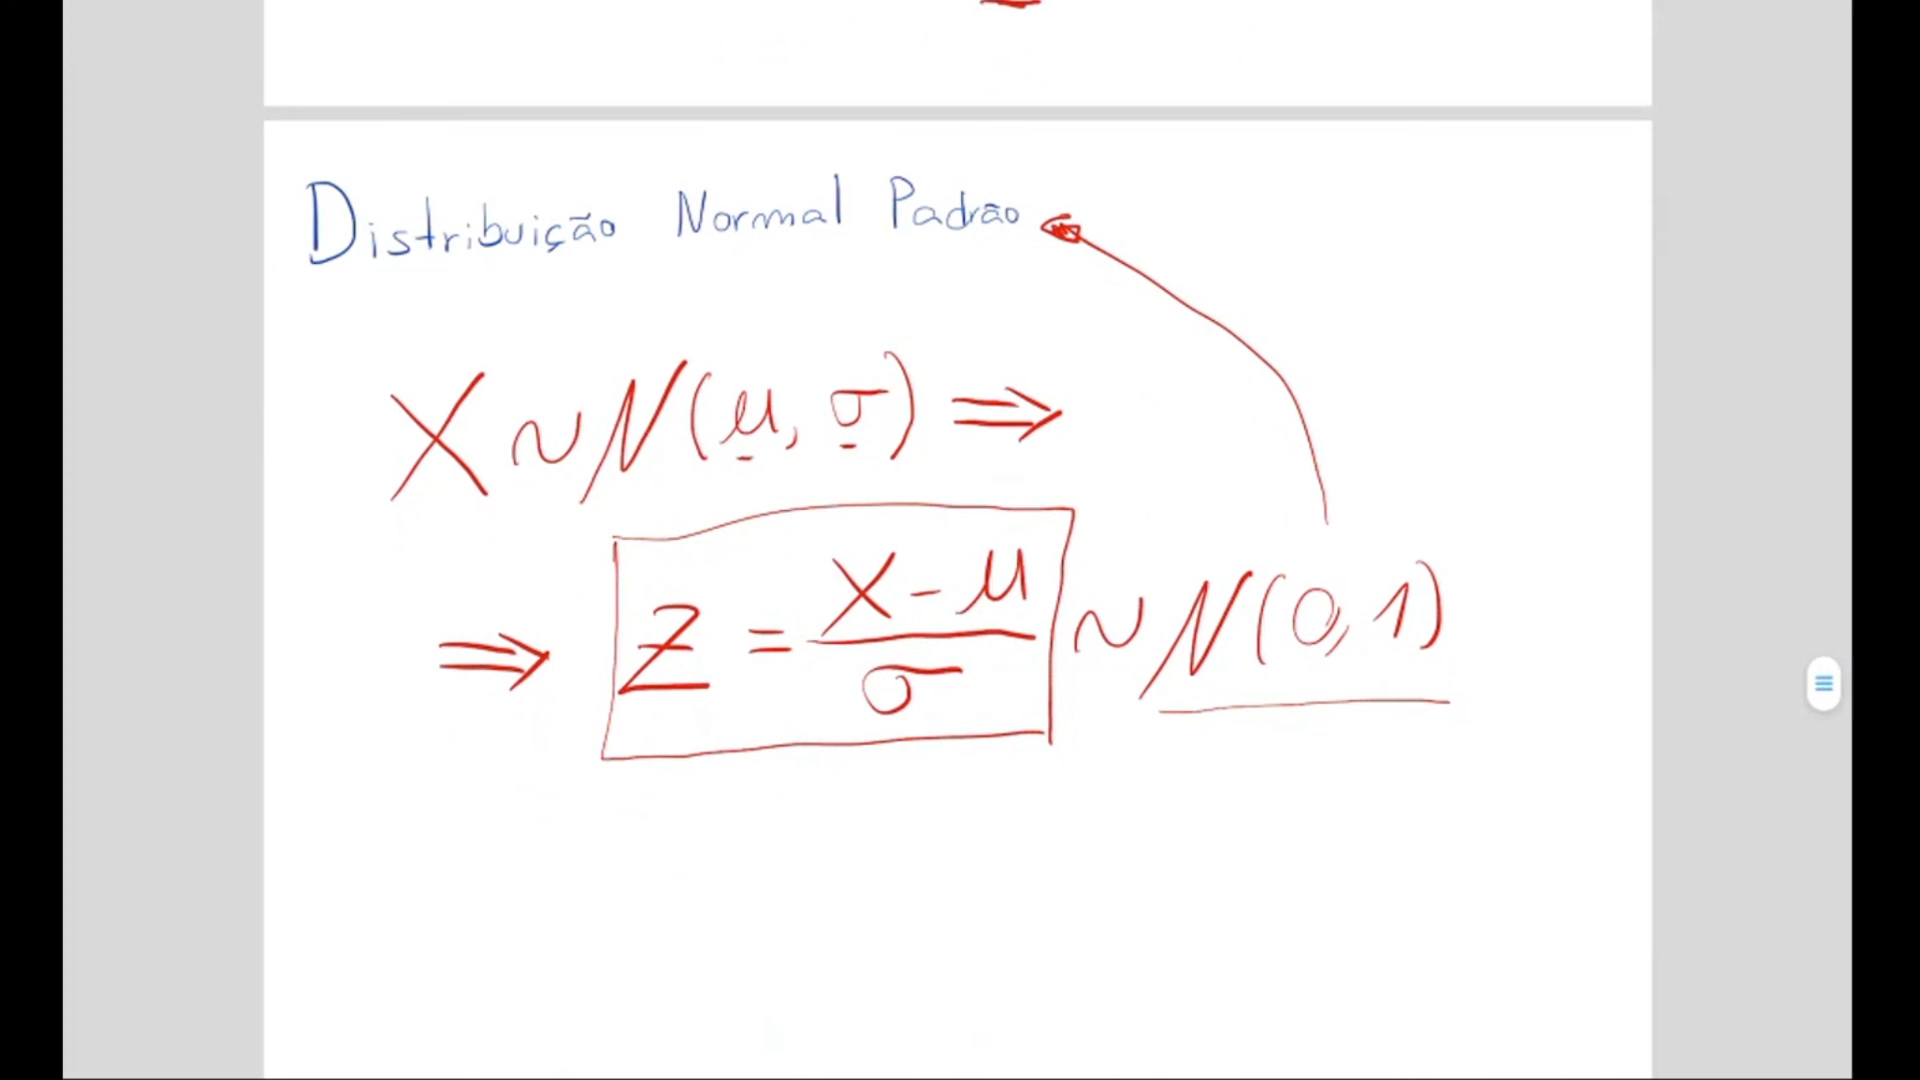 Distribuição Normal Padrão
X ~ N(μ, σ) ⇒
⇒ Z = X - μ / σ ~ N(0, 1)